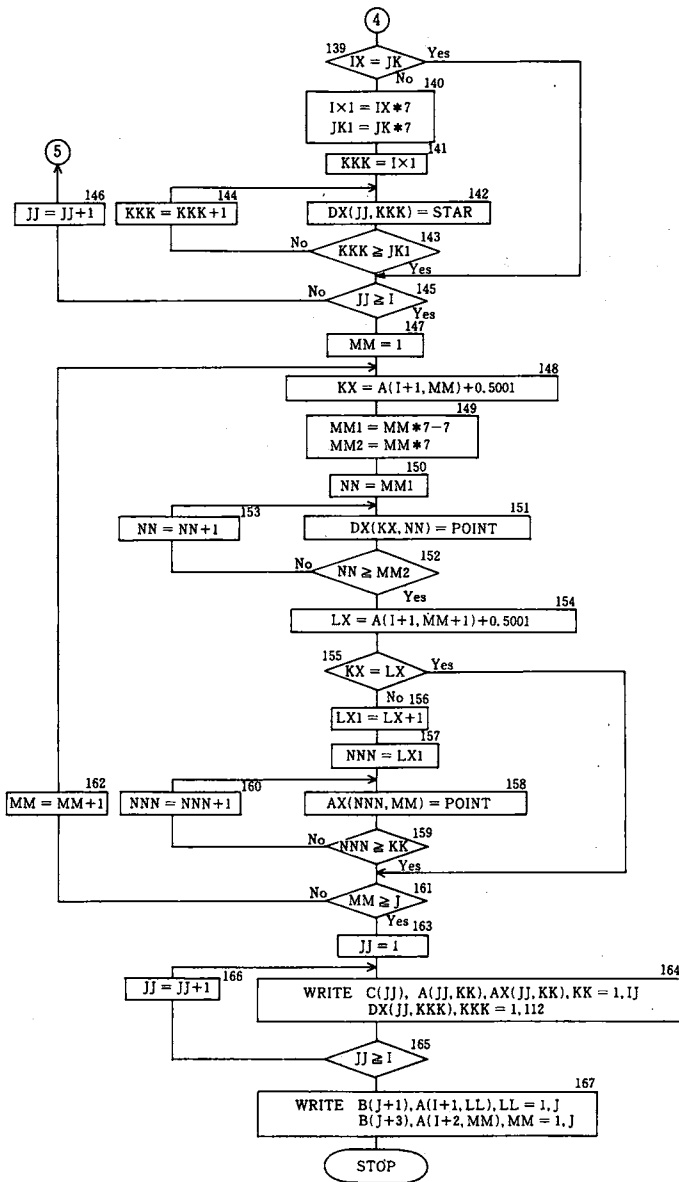 4
139
IX = JK
Yes
No
140
I×1 = IX*7
JK1 = JK*7
141
KKK = I×1
5
146
JJ = JJ+1
144
KKK = KKK+1
142
DX(JJ,KKK) = STAR
143
KKK ≧ JK1
No
Yes
145
JJ ≧ I
No
Yes
147
MM = 1
148
KX = A(I+1,MM)+0.5001
149
MM1 = MM*7−7
MM2 = MM*7
150
NN = MM1
153
NN = NN+1
151
DX(KX,NN) = POINT
152
NN ≧ MM2
No
Yes
154
LX = A(I+1,MM+1)+0.5001
155
KX = LX
Yes
No
156
LX1 = LX+1
157
NNN = LX1
162
MM = MM+1
160
NNN = NNN+1
158
AX(NNN,MM) = POINT
159
NNN ≧ KK
No
Yes
161
MM ≧ J
No
Yes
163
JJ = 1
166
JJ = JJ+1
164
WRITE C(JJ), A(JJ,KK),AX(JJ,KK),KK = 1,IJ
DX(JJ,KKK),KKK = 1,112
165
JJ ≧ I
167
WRITE B(J+1),A(I+1,LL),LL = 1,J
B(J+3),A(I+2,MM),MM = 1,J
STOP